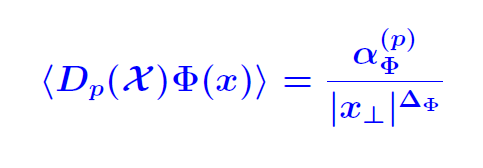 ⟨D_p(𝒳)Φ(x)⟩ = α_Φ^{(p)} / |x_⊥|^{Δ_Φ}